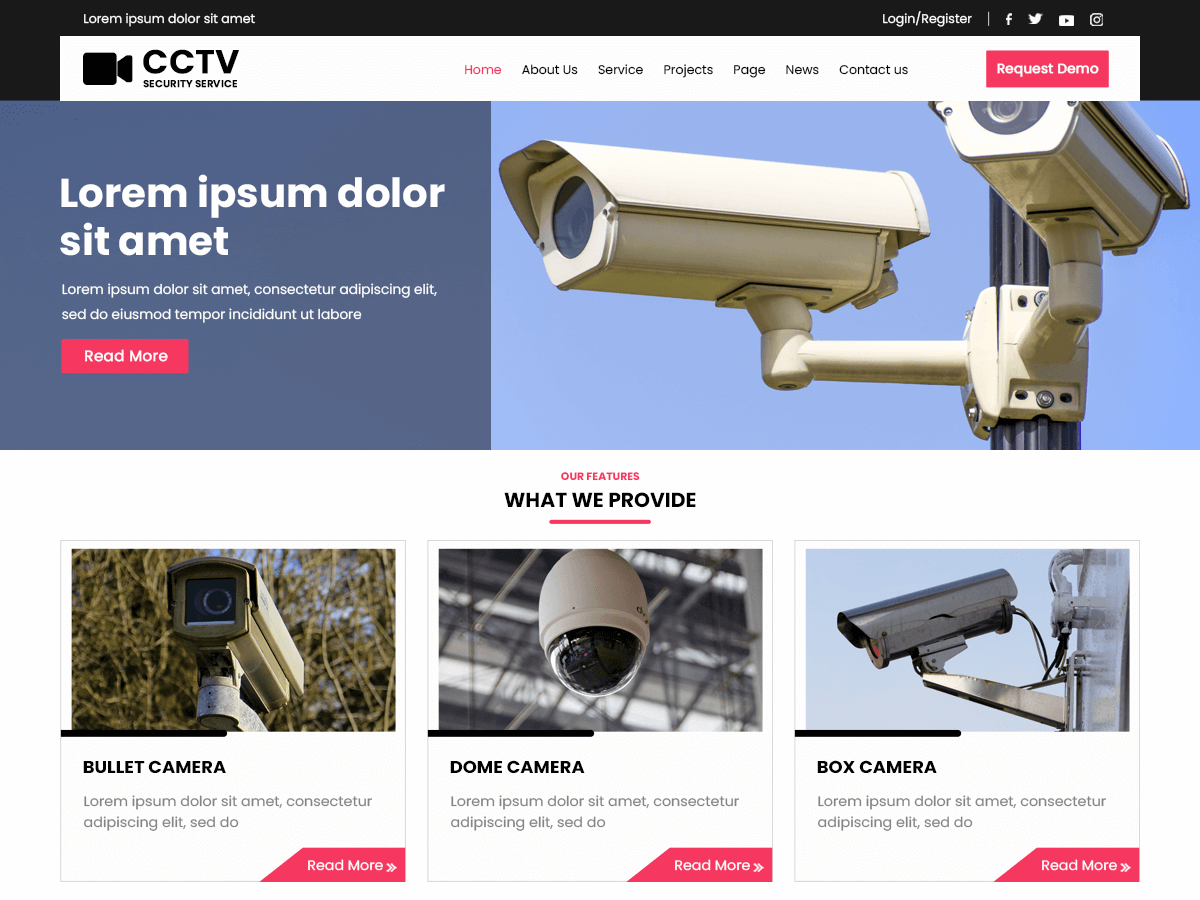 Lorem ipsum dolor sit amet
Login/Register
CCTV
SECURITY SERVICE
Home About Us Service Projects Page News Contact us
Request Demo
Lorem ipsum dolor
sit amet
Lorem ipsum dolor sit amet, consectetur adipiscing elit,
sed do eiusmod tempor incididunt ut labore
Read More
OUR FEATURES
WHAT WE PROVIDE
BULLET CAMERA
Lorem ipsum dolor sit amet, consectetur
adipiscing elit, sed do
Read More
DOME CAMERA
Lorem ipsum dolor sit amet, consectetur
adipiscing elit, sed do
Read More
BOX CAMERA
Lorem ipsum dolor sit amet, consectetur
adipiscing elit, sed do
Read More